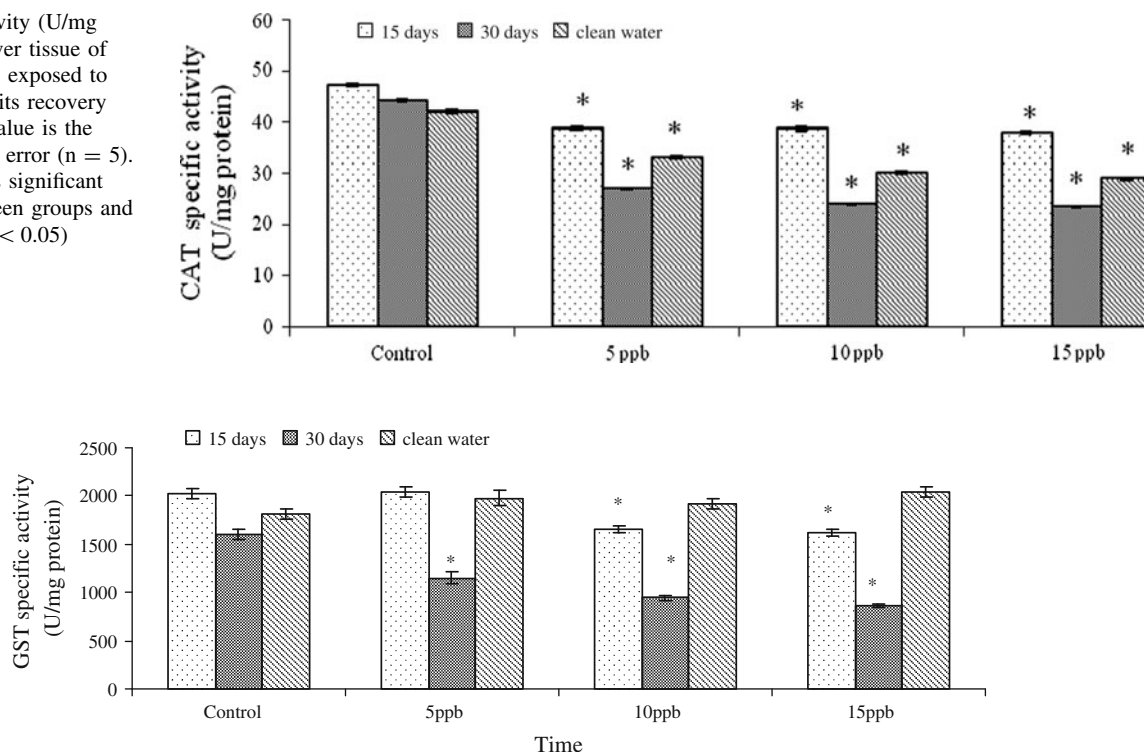 ivity (U/mg
ver tissue of
exposed to
its recovery
alue is the
error (n = 5).
significant
een groups and
< 0.05)
60
50
40
30
20
10
0
CAT specific activity
(U/mg protein)
15 days 30 days clean water
* * * * * * * * *
Control 5 ppb 10 ppb 15 ppb
2500
2000
1500
1000
500
0
GST specific activity
(U/mg protein)
15 days 30 days clean water
* * * * *
Control 5ppb 10ppb 15ppb
Time